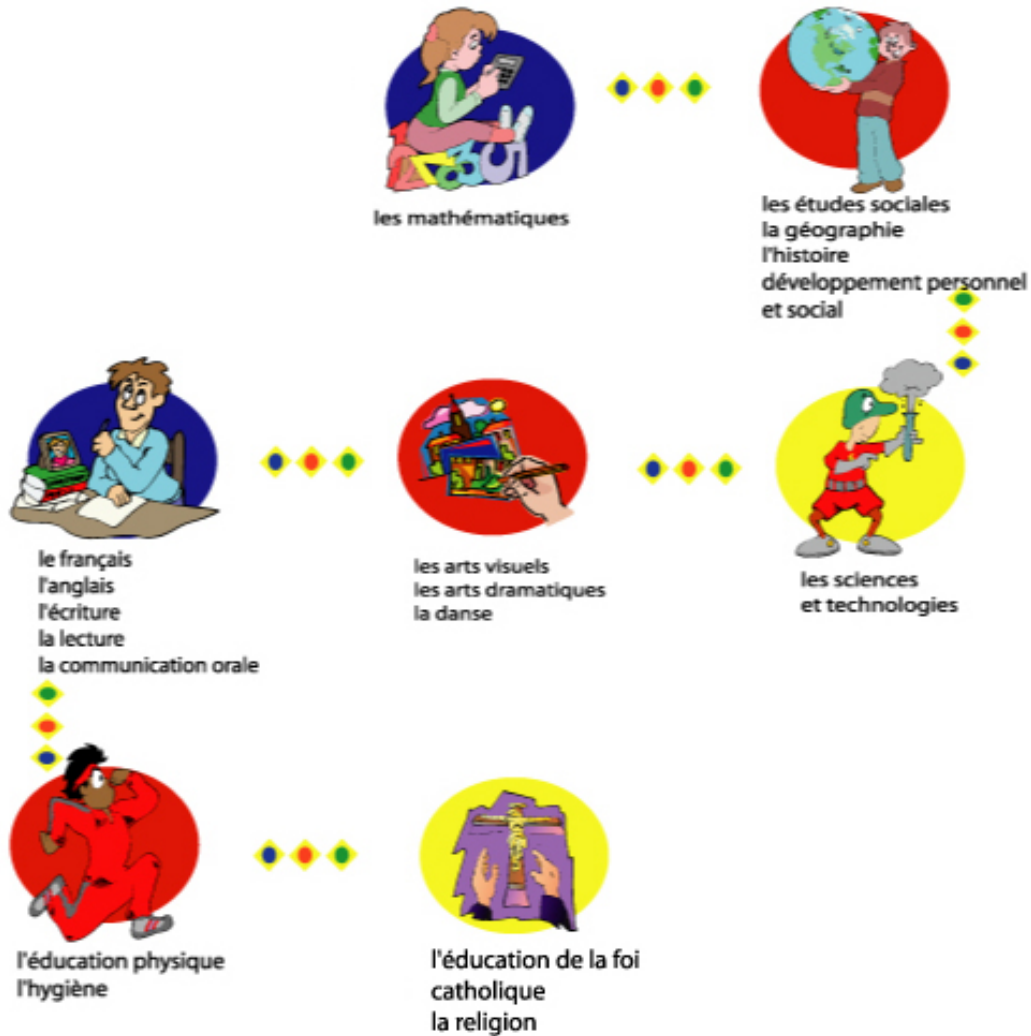 les mathématiques
les études sociales
la géographie
l'histoire
développement personnel
et social
le français
l'anglais
l'écriture
la lecture
la communication orale
les arts visuels
les arts dramatiques
la danse
les sciences
et technologies
l'éducation physique
l'hygiène
l'éducation de la foi
catholique
la religion